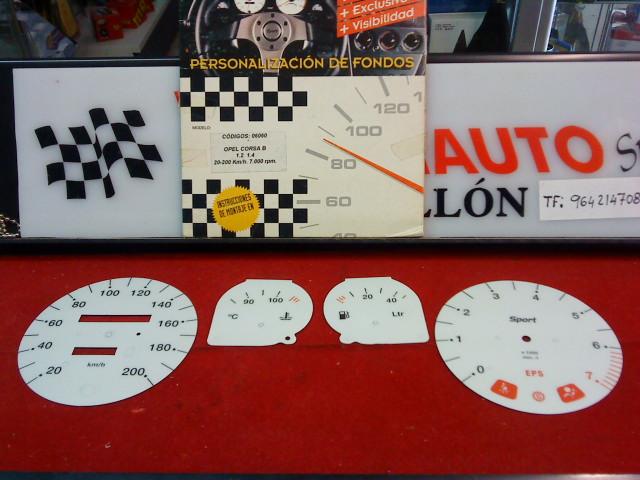 + Exclusiv
+ Visibilidad
PERSONALIZACIÓN DE FONDOS
MODELO:
CÓDIGOS: 06060
OPEL CORSA B
1.2 1.4
20-200 Km/h. 7.000 rpm.
INSTRUCCIONES
DE MONTAJE EN
120
100
80
60
40
AUTO
LLÓN
TF: 964214708
20
40
60
80
100
120
140
160
180
200
km/h
90
100
°C
20
40
Ltr
0
1
2
3
4
5
6
7
Sport
EPS